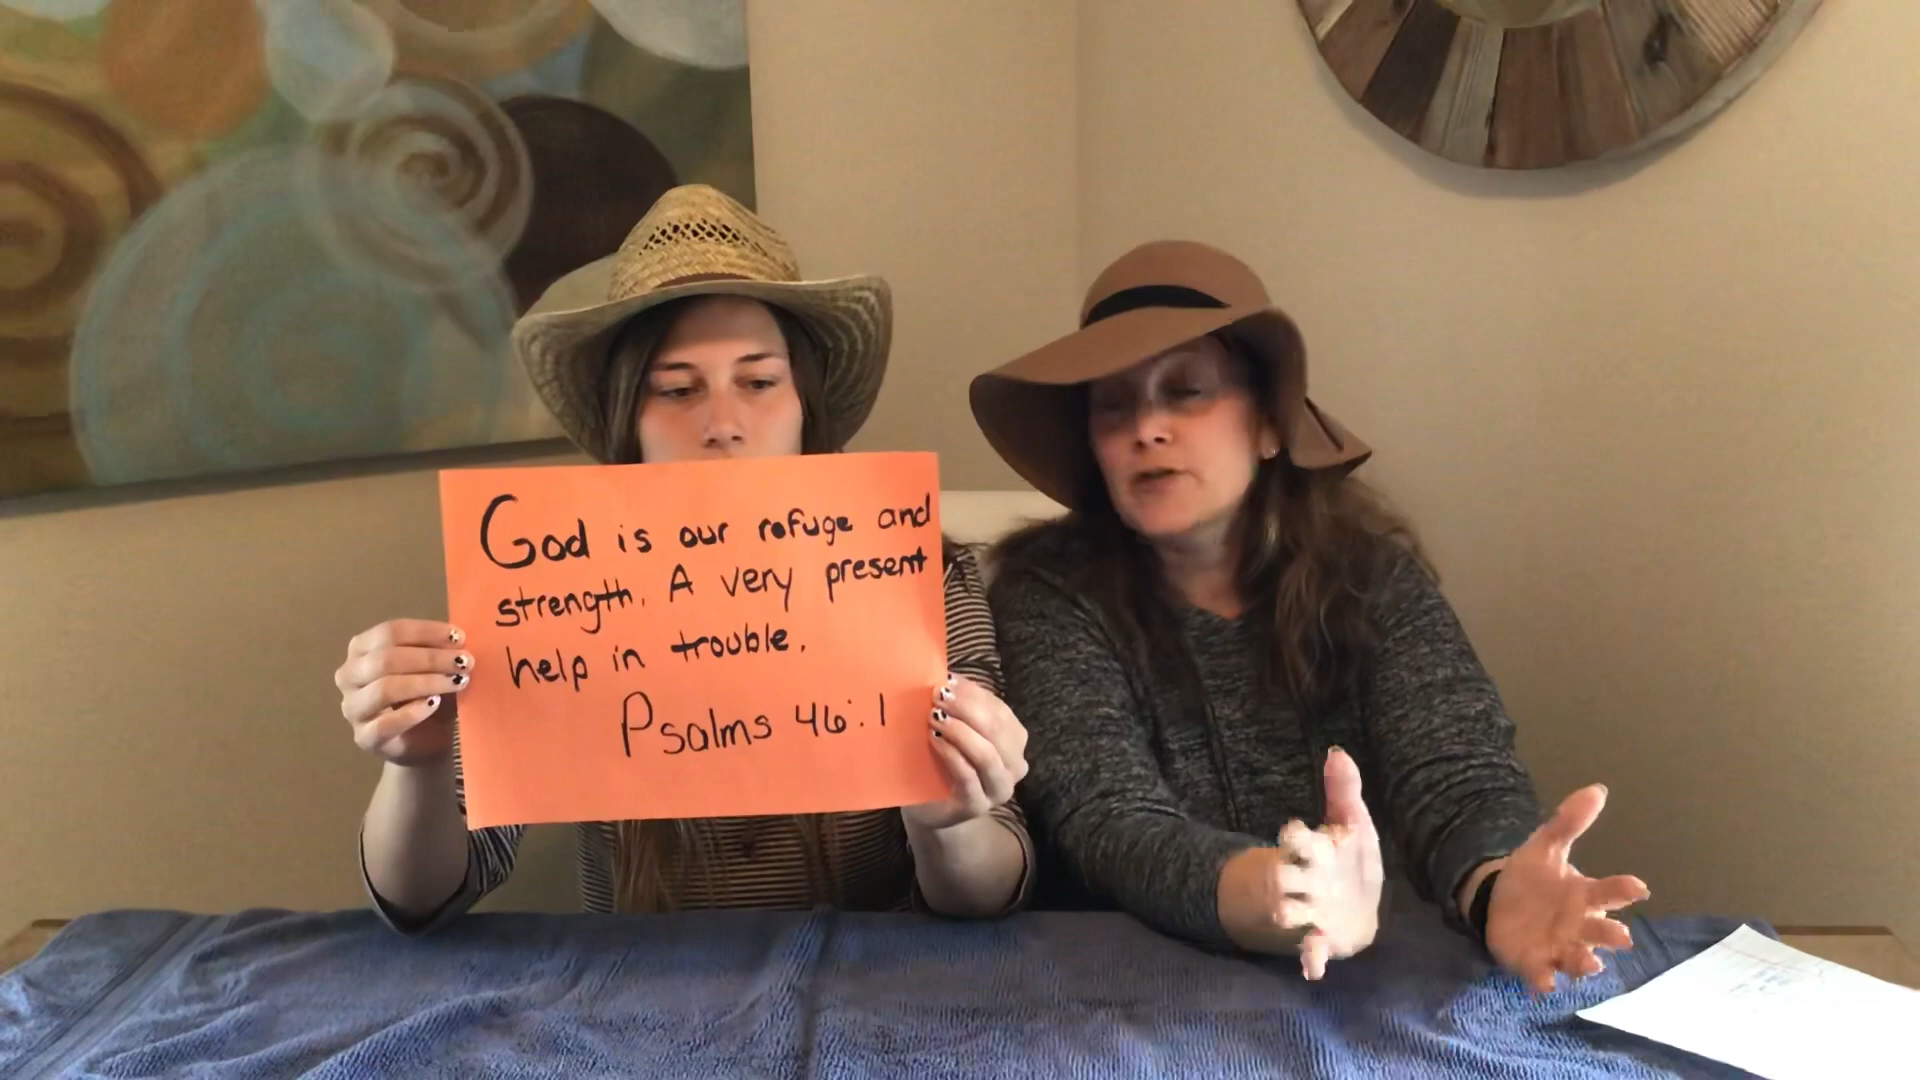 God is our refuge and
strength. A very present
help in trouble.
Psalms 46:1